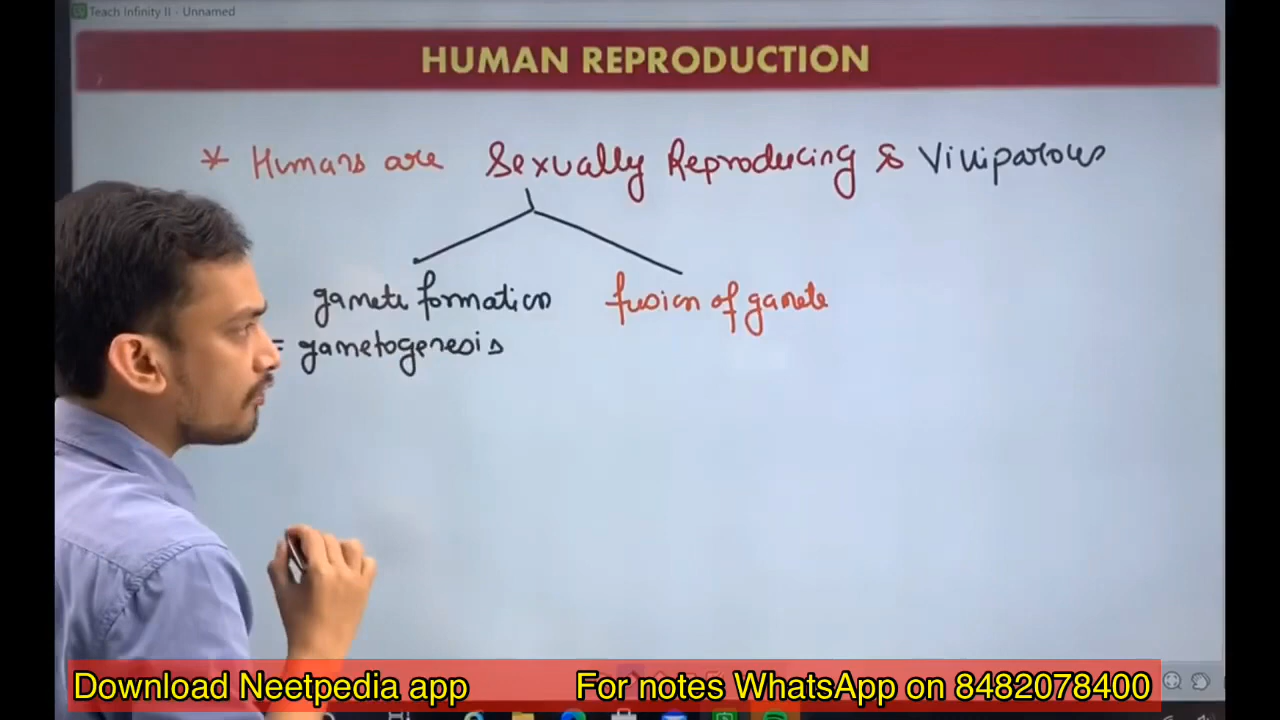 Teach Infinity II - Unnamed
HUMAN REPRODUCTION
* Humans are Sexually Reproducing & Viviparous
gamete formation fusion of gamete
= gametogenesis
Download Neetpedia app For notes WhatsApp on 8482078400